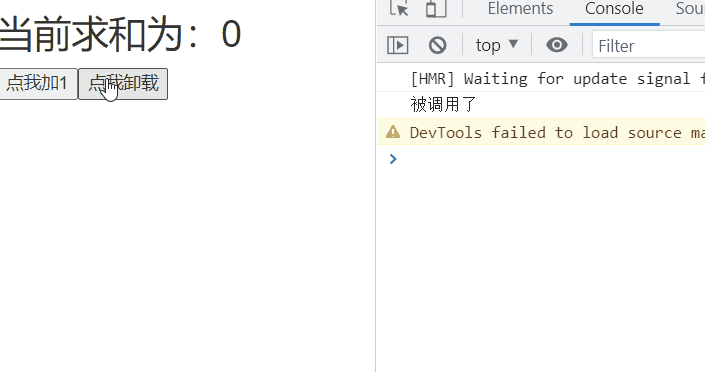 当前求和为：0
点我加1 点我卸载
Elements Console Sou
top Filter
[HMR] Waiting for update signal f
被调用了
DevTools failed to load source ma